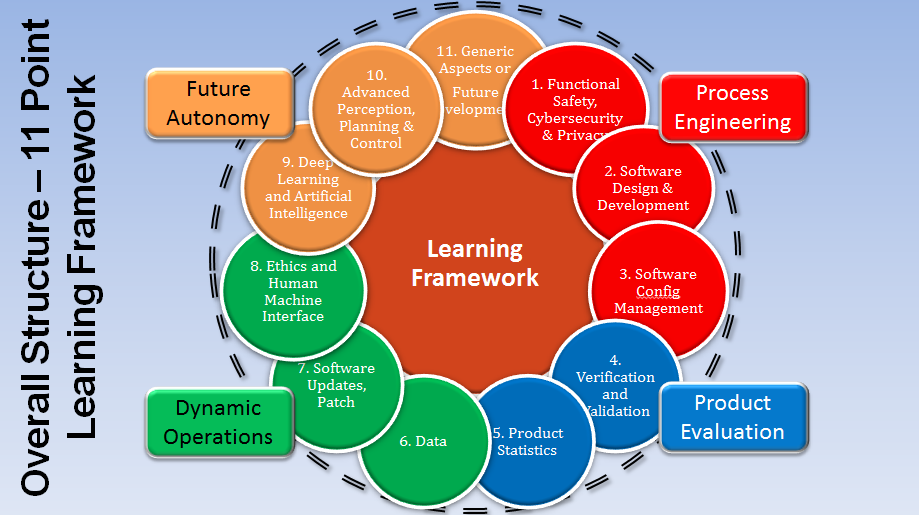 Overall Structure – 11 Point
Learning Framework
Future
Autonomy
Process
Engineering
Dynamic
Operations
Product
Evaluation
Learning
Framework
1. Functional
Safety,
Cybersecurity
& Privacy
2. Software
Design &
Development
3. Software
Config
Management
4.
Verification
and
Validation
5. Product
Statistics
6. Data
7. Software
Updates,
Patch
8. Ethics and
Human
Machine
Interface
9. Deep
Learning
and Artificial
Intelligence
10.
Advanced
Perception,
Planning &
Control
11. Generic
Aspects or
Future
velopme